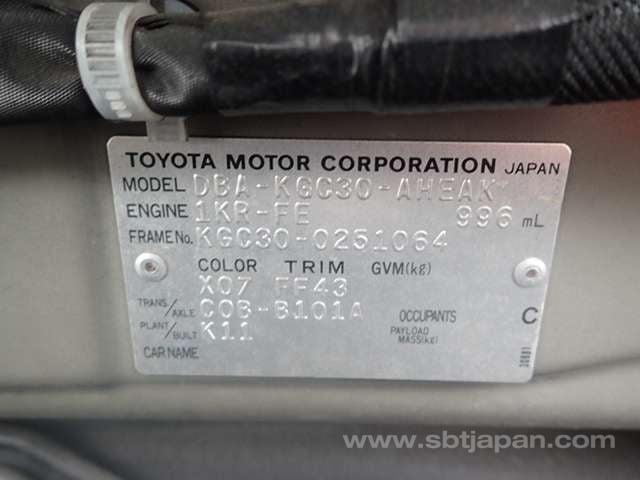 TOYOTA MOTOR CORPORATION JAPAN
MODEL DBA-KGC30-AHEAK
ENGINE 1KR-FE 996 mL
FRAME No. KGC30-0251064
COLOR TRIM GVM(kg)
X07 FF43
TRANS/AXLE C0B-B101A OCCUPANTS C
PLANT/BUILT K11 PAYLOAD MASS(kg)
CAR NAME
www.sbtjapan.com